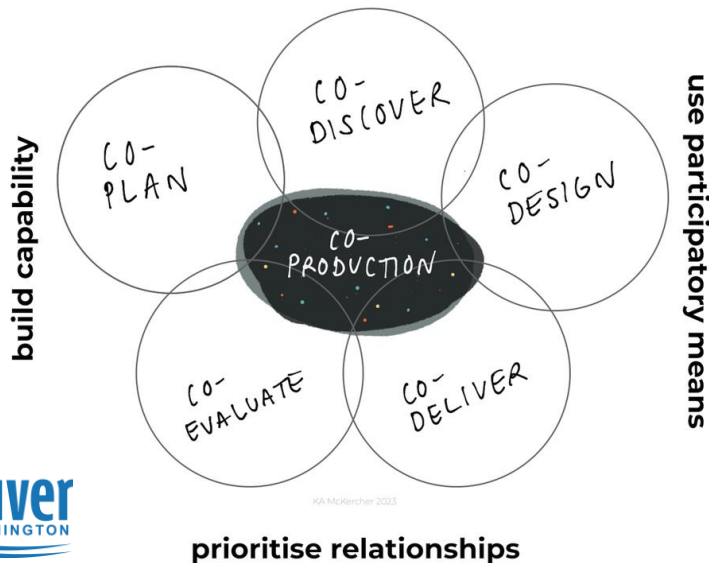 CO-
DISCOVER
CO-
PLAN
CO-
DESIGN
CO-
PRODUCTION
CO-
EVALUATE
CO-
DELIVER
build capability
use participatory means
KA McKercher 2023
prioritise relationships